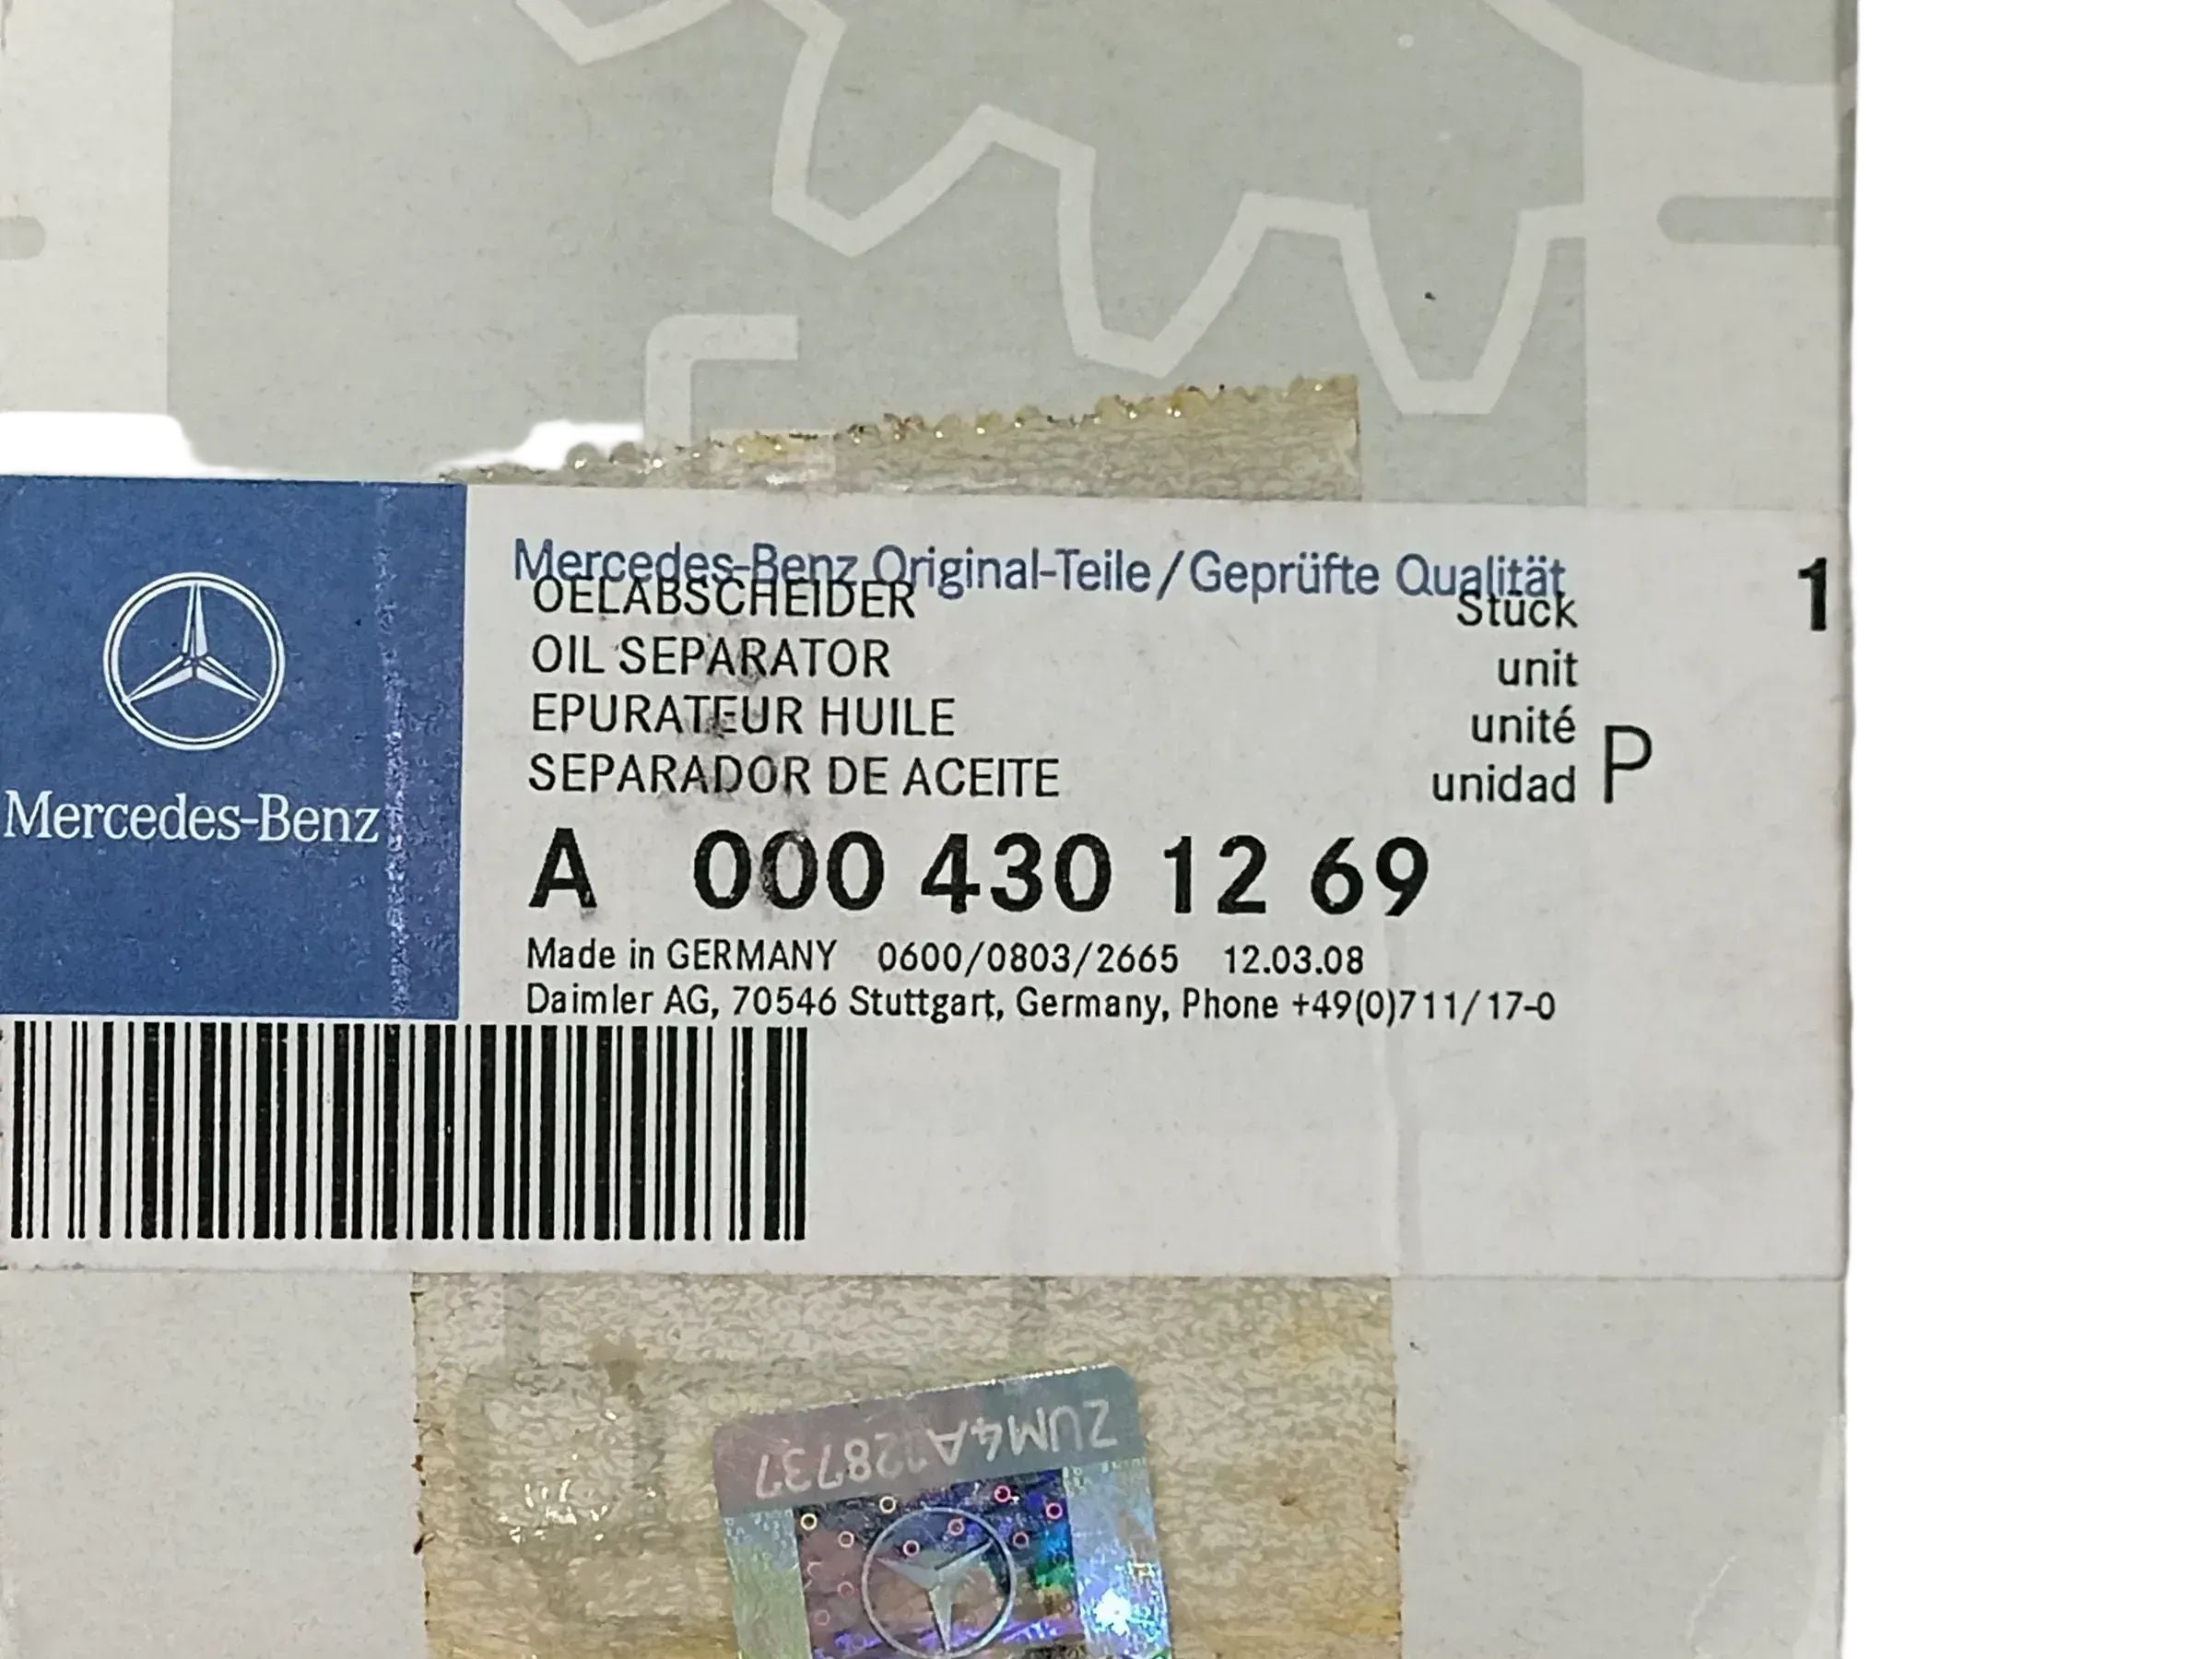 Mercedes-Benz Original-Teile/Geprüfte Qualität
OELABSCHEIDER Stück 1
OIL SEPARATOR unit
EPURATEUR HUILE unité
SEPARADOR DE ACEITE unidad P
Mercedes-Benz
A 000 430 12 69
Made in GERMANY 0600/0803/2665 12.03.08
Daimler AG, 70546 Stuttgart, Germany, Phone +49(0)711/17-0